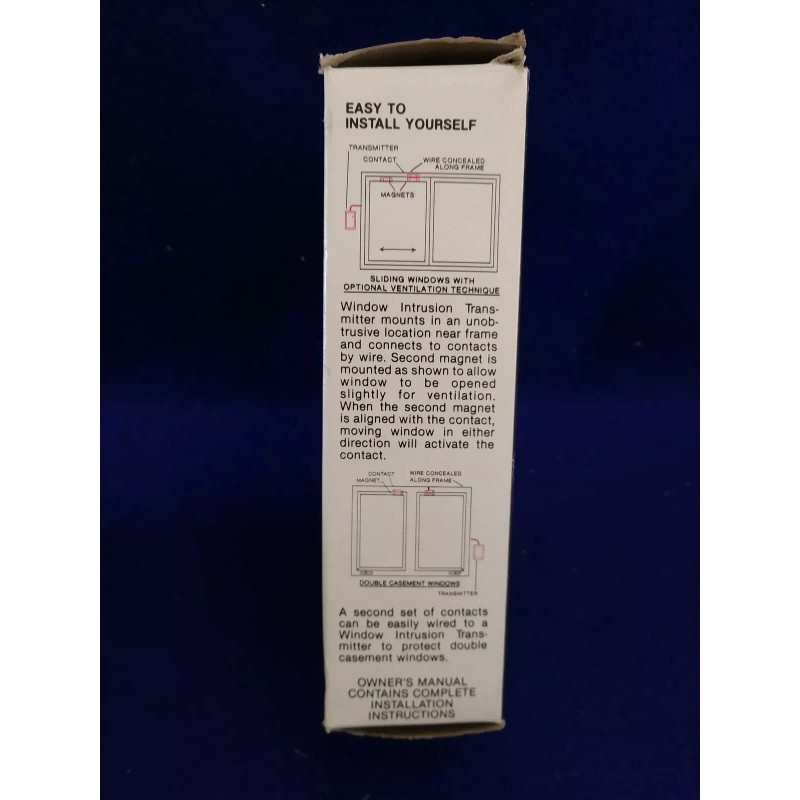 EASY TO
INSTALL YOURSELF
TRANSMITTER
CONTACT
WIRE CONCEALED
ALONG FRAME
MAGNETS
SLIDING WINDOWS WITH
OPTIONAL VENTILATION TECHNIQUE
Window Intrusion Trans-
mitter mounts in an unob-
trusive location near frame
and connects to contacts
by wire. Second magnet is
mounted as shown to allow
window to be opened
slightly for ventilation.
When the second magnet
is aligned with the contact,
moving window in either
direction will activate the
contact.
CONTACT
MAGNET
WIRE CONCEALED
ALONG FRAME
DOUBLE CASEMENT WINDOWS
TRANSMITTER
A second set of contacts
can be easily wired to a
Window Intrusion Trans-
mitter to protect double
casement windows.
OWNER'S MANUAL
CONTAINS COMPLETE
INSTALLATION
INSTRUCTIONS